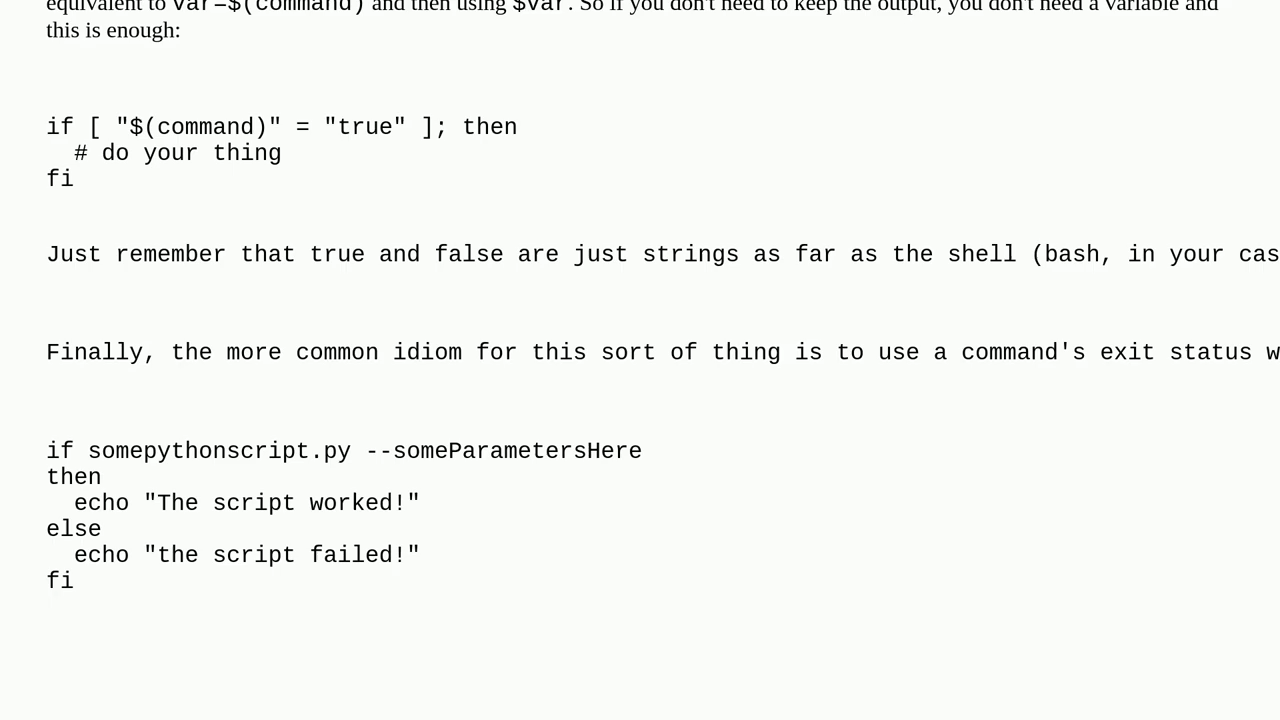 equivalent to var=$(command) and then using $var. So if you don't need to keep the output, you don't need a variable and
this is enough:
if [ "$(command)" = "true" ]; then
  # do your thing
fi
Just remember that true and false are just strings as far as the shell (bash, in your cas
Finally, the more common idiom for this sort of thing is to use a command's exit status w
if somepythonscript.py --someParametersHere
then
  echo "The script worked!"
else
  echo "the script failed!"
fi